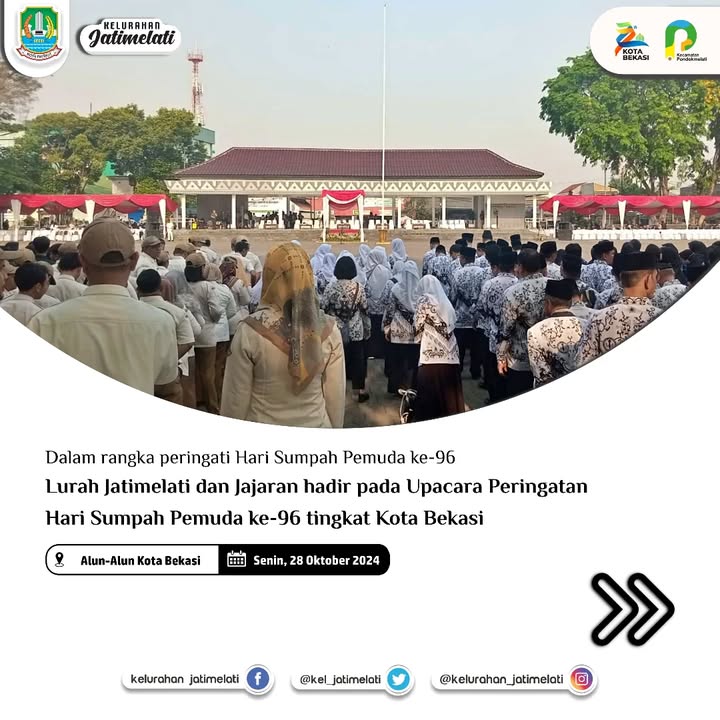 KELURAHAN
Jatimelati
KOTA BEKASI
Kecamatan
Pondokmelati
Dalam rangka peringati Hari Sumpah Pemuda ke-96
Lurah Jatimelati dan Jajaran hadir pada Upacara Peringatan
Hari Sumpah Pemuda ke-96 tingkat Kota Bekasi
Alun-Alun Kota Bekasi
Senin, 28 Oktober 2024
kelurahan jatimelati
@kel_jatimelati
@kelurahan_jatimelati